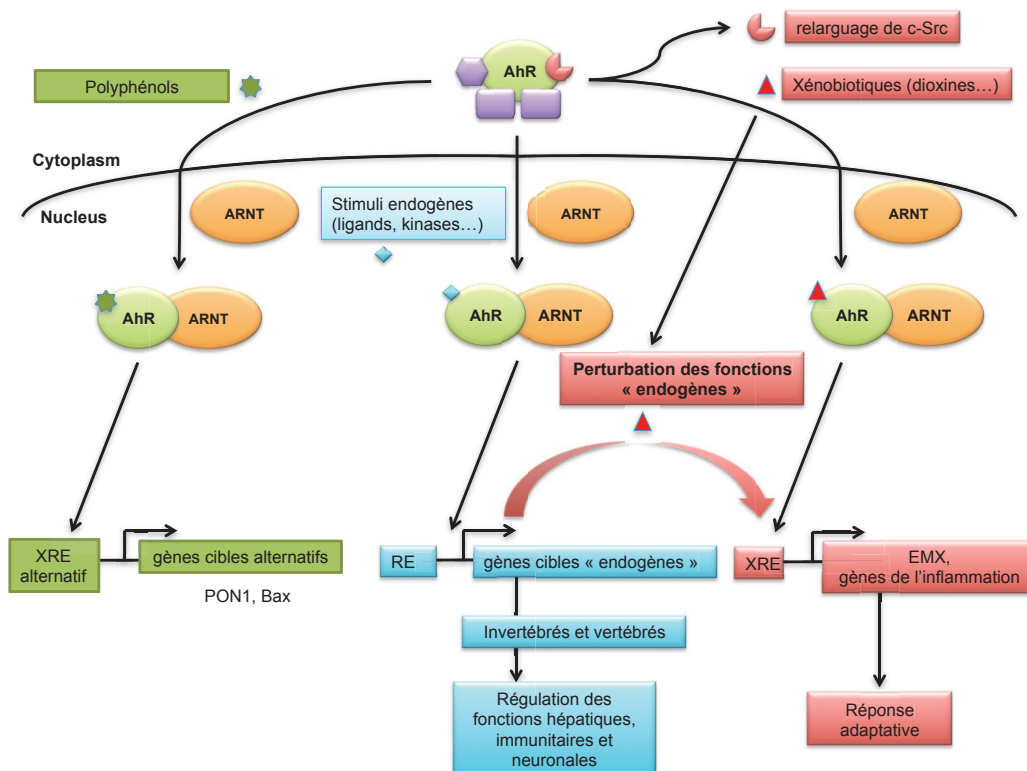 relarguage de c-Src
AhR
Polyphénols
Xénobiotiques (dioxines…)
Cytoplasm
Nucleus
ARNT
Stimuli endogènes
(ligands, kinases…)
ARNT
ARNT
AhR
ARNT
AhR
ARNT
AhR
ARNT
Perturbation des fonctions
« endogènes »
XRE
alternatif
gènes cibles alternatifs
PON1, Bax
RE
gènes cibles « endogènes »
XRE
EMX,
gènes de l’inflammation
Invertébrés et vertébrés
Régulation des
fonctions hépatiques,
immunitaires et
neuronales
Réponse
adaptative